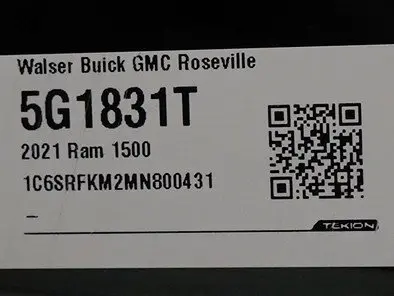 Walser Buick GMC Roseville
5G1831T
2021 Ram 1500
1C6SRFKM2MN800431
–
TEKION